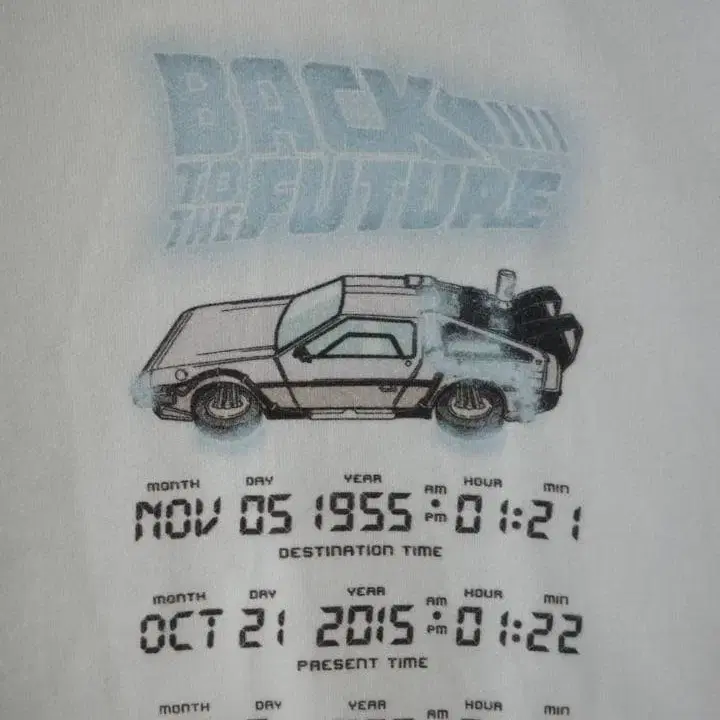 BACK
TO THE FUTURE
MONTH DAY YEAR AM HOUR MIN
NOV 05 1955 PM 01:21
DESTINATION TIME
MONTH DAY YEAR AM HOUR MIN
OCT 21 2015 PM 01:22
PRESENT TIME
MONTH DAY YEAR AM HOUR MIN